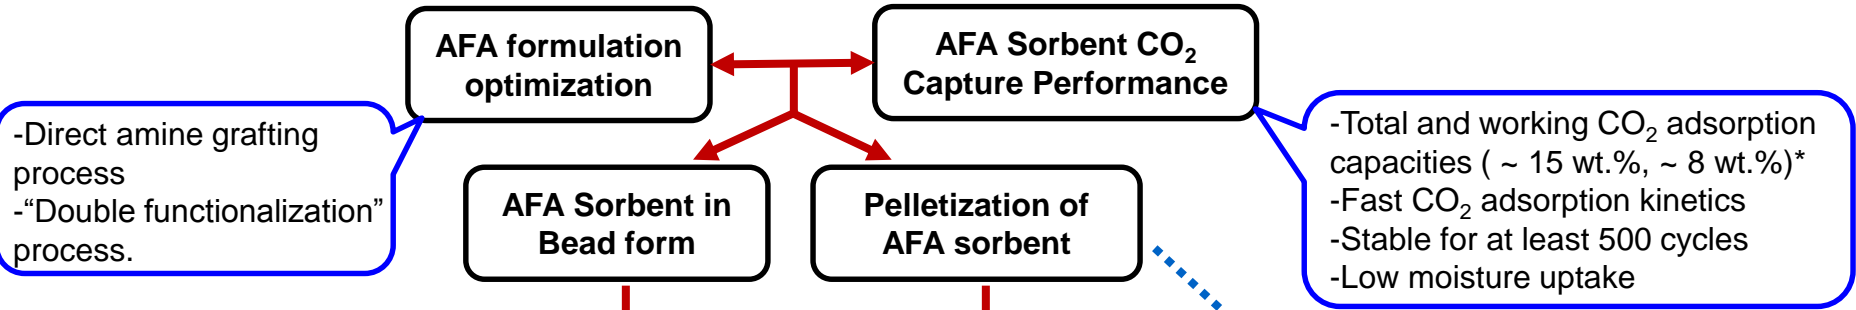 AFA formulation
optimization
AFA Sorbent CO₂
Capture Performance
-Direct amine grafting
process
-“Double functionalization”
process.
AFA Sorbent in
Bead form
Pelletization of
AFA sorbent
-Total and working CO₂ adsorption
capacities ( ~ 15 wt.%, ~ 8 wt.%)*
-Fast CO₂ adsorption kinetics
-Stable for at least 500 cycles
-Low moisture uptake